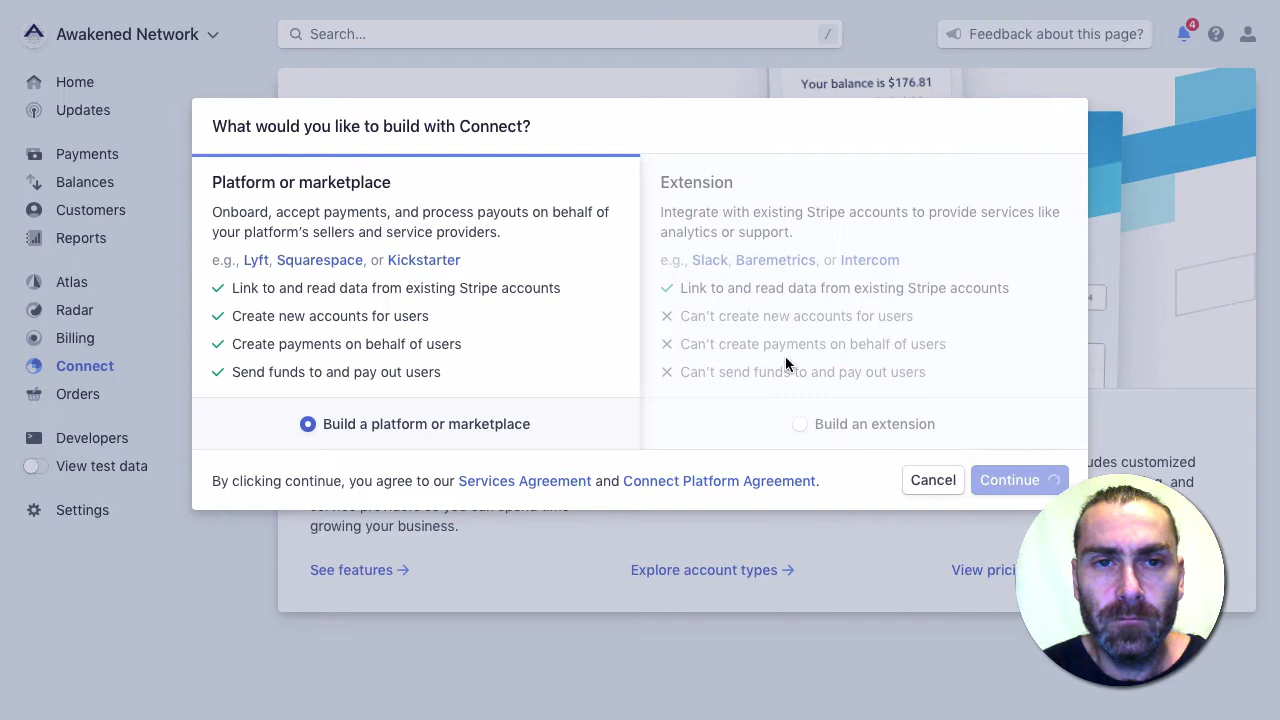 Awakened Network
Search...
/
Feedback about this page?
4
Home
Updates
Payments
Balances
Customers
Reports
Atlas
Radar
Billing
Connect
Orders
Developers
View test data
Settings
Your balance is $176.81
What would you like to build with Connect?
Platform or marketplace
Onboard, accept payments, and process payouts on behalf of
your platform's sellers and service providers.
e.g., Lyft, Squarespace, or Kickstarter
Link to and read data from existing Stripe accounts
Create new accounts for users
Create payments on behalf of users
Send funds to and pay out users
Build a platform or marketplace
Extension
Integrate with existing Stripe accounts to provide services like
analytics or support.
e.g., Slack, Baremetrics, or Intercom
Link to and read data from existing Stripe accounts
Can't create new accounts for users
Can't create payments on behalf of users
Can't send funds to and pay out users
Build an extension
By clicking continue, you agree to our Services Agreement and Connect Platform Agreement.
Cancel
Continue
customized
and
growing your business.
See features →
Explore account types →
View